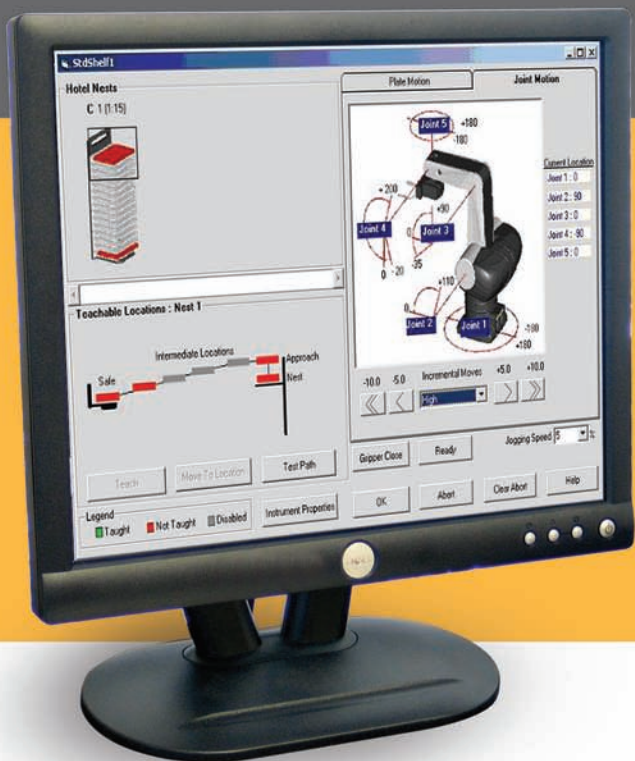 StdShelf1
Hotel Nests
C 1 (1:15)
Plate Motion
Joint Motion
Joint 5
+180
-180
+200
Joint 4
0
-20
+90
Joint 3
0
-35
+110
0
Joint 2
Joint 1
-180
+180
Current Location
Joint 1 : 0
Joint 2 : 90
Joint 3 : 0
Joint 4 : -90
Joint 5 : 0
Teachable Locations : Nest 1
Safe
Intermediate Locations
Approach
Nest
-10.0
-5.0
Incremental Moves
+5.0
+10.0
High
Teach
Move To Location
Test Path
Gripper Close
Ready
Jogging Speed 5 %
Legend
Taught
Not Taught
Disabled
Instrument Properties
OK
Abort
Clear Abort
Help